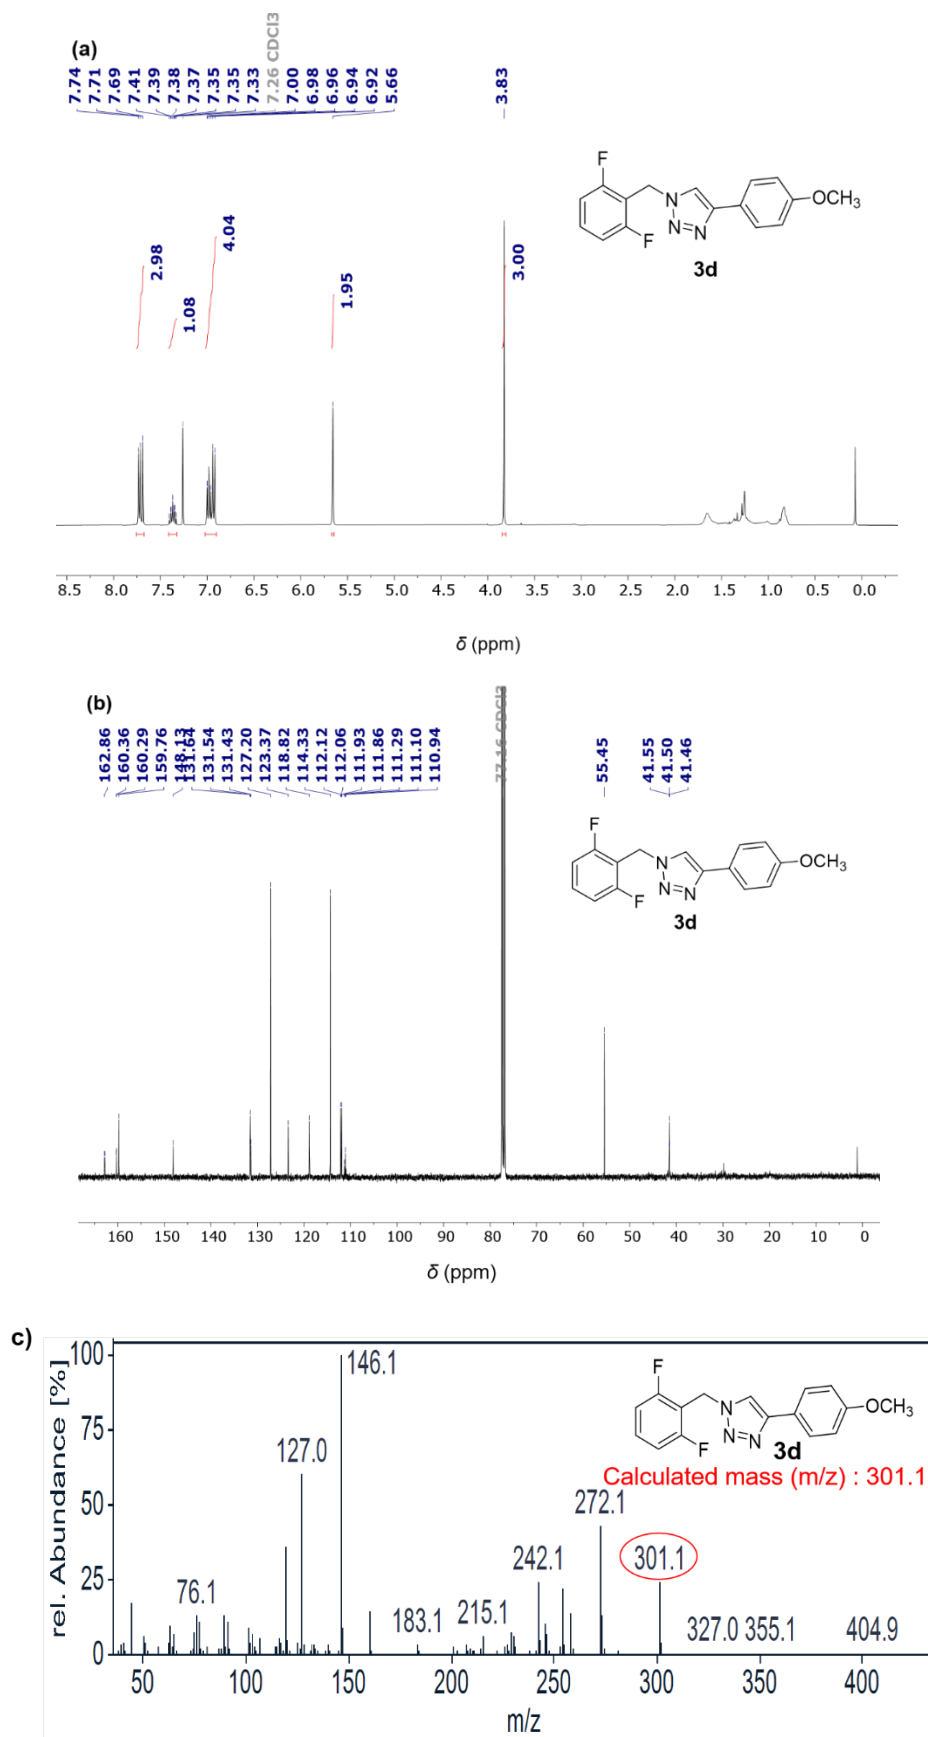 (a)
7.74
7.71
7.69
7.41
7.39
7.38
7.37
7.35
7.35
7.33
7.26 CDCl3
7.00
6.98
6.96
6.94
6.92
5.66
3.83
F
N
N=N
F
OCH3
3d
2.98
1.08
4.04
1.95
3.00
8.5 8.0 7.5 7.0 6.5 6.0 5.5 5.0 4.5 4.0 3.5 3.0 2.5 2.0 1.5 1.0 0.5 0.0
δ (ppm)
(b)
162.86
160.36
160.29
159.76
148.13
131.64
131.54
131.43
127.20
123.37
118.82
114.33
112.12
112.06
111.93
111.86
111.29
111.10
110.94
77.16 CDCl3
55.45
41.55
41.50
41.46
F
N
N=N
F
OCH3
3d
160 150 140 130 120 110 100 90 80 70 60 50 40 30 20 10 0
δ (ppm)
c)
rel. Abundance [%]
100
75
50
25
0
146.1
127.0
76.1
183.1
215.1
242.1
272.1
301.1
327.0 355.1
404.9
F
N
N=N
F
OCH3
3d
Calculated mass (m/z) : 301.1
50 100 150 200 250 300 350 400
m/z